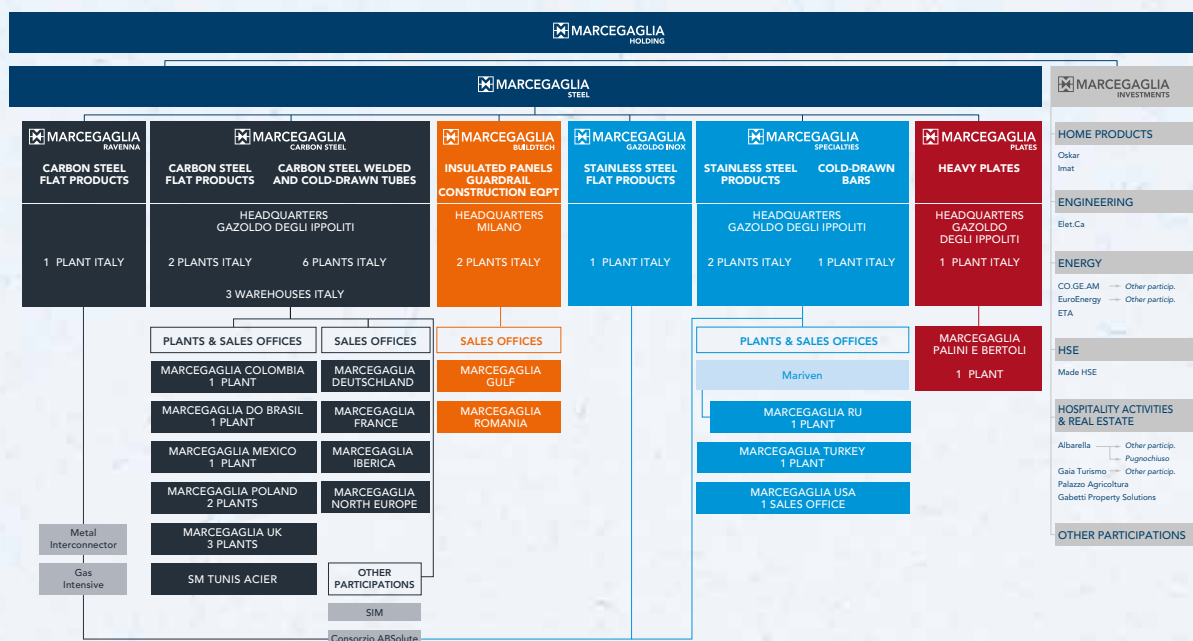 MARCEGAGLIA
HOLDING
MARCEGAGLIA
STEEL
MARCEGAGLIA
INVESTMENTS
MARCEGAGLIA
RAVENNA
CARBON STEEL
FLAT PRODUCTS
1 PLANT ITALY
MARCEGAGLIA
CARBON STEEL
CARBON STEEL
FLAT PRODUCTS
CARBON STEEL WELDED
AND COLD-DRAWN TUBES
HEADQUARTERS
GAZOLDO DEGLI IPPOLITI
2 PLANTS ITALY
6 PLANTS ITALY
3 WAREHOUSES ITALY
MARCEGAGLIA
BUILDTECH
INSULATED PANELS
GUARDRAIL
CONSTRUCTION EQPT
HEADQUARTERS
MILANO
2 PLANTS ITALY
MARCEGAGLIA
GAZOLDO INOX
STAINLESS STEEL
FLAT PRODUCTS
1 PLANT ITALY
MARCEGAGLIA
SPECIALTIES
STAINLESS STEEL
PRODUCTS
COLD-DRAWN
BARS
HEADQUARTERS
GAZOLDO DEGLI IPPOLITI
2 PLANTS ITALY
1 PLANT ITALY
MARCEGAGLIA
PLATES
HEAVY PLATES
HEADQUARTERS
GAZOLDO
DEGLI IPPOLITI
1 PLANT ITALY
Metal
Interconnector
Gas
Intensive
PLANTS & SALES OFFICES
MARCEGAGLIA COLOMBIA
1 PLANT
MARCEGAGLIA DO BRASIL
1 PLANT
MARCEGAGLIA MEXICO
1 PLANT
MARCEGAGLIA POLAND
2 PLANTS
MARCEGAGLIA UK
3 PLANTS
SM TUNIS ACIER
SALES OFFICES
MARCEGAGLIA
DEUTSCHLAND
MARCEGAGLIA
FRANCE
MARCEGAGLIA
IBERICA
MARCEGAGLIA
NORTH EUROPE
OTHER
PARTICIPATIONS
SIM
Consorzio ABSolute
SALES OFFICES
MARCEGAGLIA
GULF
MARCEGAGLIA
ROMANIA
PLANTS & SALES OFFICES
Mariven
MARCEGAGLIA RU
1 PLANT
MARCEGAGLIA TURKEY
1 PLANT
MARCEGAGLIA USA
1 SALES OFFICE
MARCEGAGLIA
PALINI E BERTOLI
1 PLANT
HOME PRODUCTS
Oskar
Imat
ENGINEERING
Elet.Ca
ENERGY
CO.GE.AM Other particip.
EuroEnergy Other particip.
ETA
HSE
Made HSE
HOSPITALITY ACTIVITIES
& REAL ESTATE
Albarella Other particip.
Pugnochiuso
Gaia Turismo Other particip.
Palazzo Agricoltura
Gabetti Property Solutions
OTHER PARTICIPATIONS